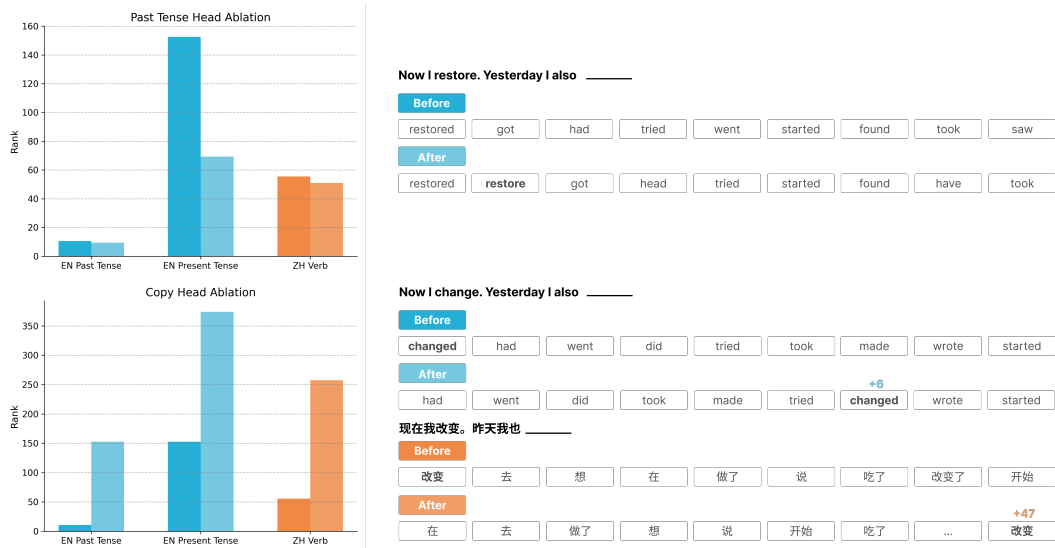 Past Tense Head Ablation
160
140
120
100
80
60
40
20
0
Rank
EN Past Tense EN Present Tense ZH Verb
Now I restore. Yesterday I also ______
Before
restored got had tried went started found took saw
After
restored restore got head tried started found have took
Copy Head Ablation
350
300
250
200
150
100
50
0
Rank
EN Past Tense EN Present Tense ZH Verb
Now I change. Yesterday I also ______
Before
changed had went did tried took made wrote started
After
+6
had went did took made tried changed wrote started
现在我改变。昨天我也 ______
Before
改变 去 想 在 做了 说 吃了 改变了 开始
After
+47
在 去 做了 想 说 开始 吃了 ... 改变